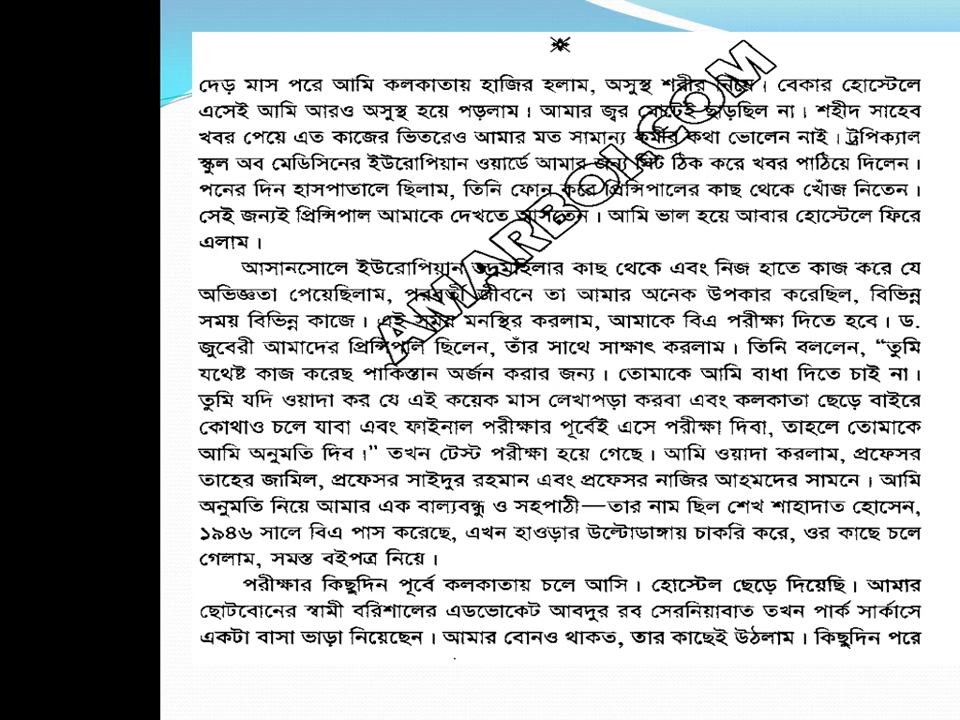 দেড় মাস পরে আমি কলকাতায় হাজির হলাম, অসুস্থ শরীর নিয়ে। বেকার হোস্টেলে
এসেই আমি আরও অসুস্থ হয়ে পড়লাম। আমার জ্বর মোটেই ছাড়ছিল না। শহীদ সাহেব
খবর পেয়ে এত কাজের ভিতরেও আমার মত সামান্য কর্মীর কথা ভোলেন নাই। ট্রপিক্যাল
স্কুল অব মেডিসিনের ইউরোপিয়ান ওয়ার্ডে আমার জন্য সিট ঠিক করে খবর পাঠিয়ে দিলেন।
পনের দিন হাসপাতালে ছিলাম, তিনি ফোন করে প্রিন্সিপালের কাছ থেকে খোঁজ নিতেন।
সেই জন্যই প্রিন্সিপাল আমাকে দেখতে আসতেন। আমি ভাল হয়ে আবার হোস্টেলে ফিরে
এলাম।
আসানসোলে ইউরোপিয়ান ভদ্রমহিলার কাছ থেকে এবং নিজ হাতে কাজ করে যে
অভিজ্ঞতা পেয়েছিলাম, পরবর্তী জীবনে তা আমার অনেক উপকার করেছিল, বিভিন্ন
সময় বিভিন্ন কাজে। এই সময় মনস্থির করলাম, আমাকে বিএ পরীক্ষা দিতে হবে। ড.
জুবেরী আমাদের প্রিন্সিপাল ছিলেন, তাঁর সাথে সাক্ষাৎ করলাম। তিনি বললেন, “তুমি
যথেষ্ট কাজ করেছ পাকিস্তান অর্জন করার জন্য। তোমাকে আমি বাধা দিতে চাই না।
তুমি যদি ওয়াদা কর যে এই কয়েক মাস লেখাপড়া করবা এবং কলকাতা ছেড়ে বাইরে
কোথাও চলে যাবা এবং ফাইনাল পরীক্ষার পূর্বেই এসে পরীক্ষা দিবা, তাহলে তোমাকে
আমি অনুমতি দিব।” তখন টেস্ট পরীক্ষা হয়ে গেছে। আমি ওয়াদা করলাম, প্রফেসর
তাহের জামিল, প্রফেসর সাইদুর রহমান এবং প্রফেসর নাজির আহমদের সামনে। আমি
অনুমতি নিয়ে আমার এক বাল্যবন্ধু ও সহপাঠী—তার নাম ছিল শেখ শাহাদাত হোসেন,
১৯৪৬ সালে বিএ পাস করেছে, এখন হাওড়ার উল্টোডাঙ্গায় চাকরি করে, ওর কাছে চলে
গেলাম, সমস্ত বইপত্র নিয়ে।
পরীক্ষার কিছুদিন পূর্বে কলকাতায় চলে আসি। হোস্টেল ছেড়ে দিয়েছি। আমার
ছোটবোনের স্বামী বরিশালের এডভোকেট আবদুর রব সেরনিয়াবাত তখন পার্ক সার্কাসে
একটা বাসা ভাড়া নিয়েছেন। আমার বোনও থাকত, তার কাছেই উঠলাম। কিছুদিন পরে
AMARBOI.COM